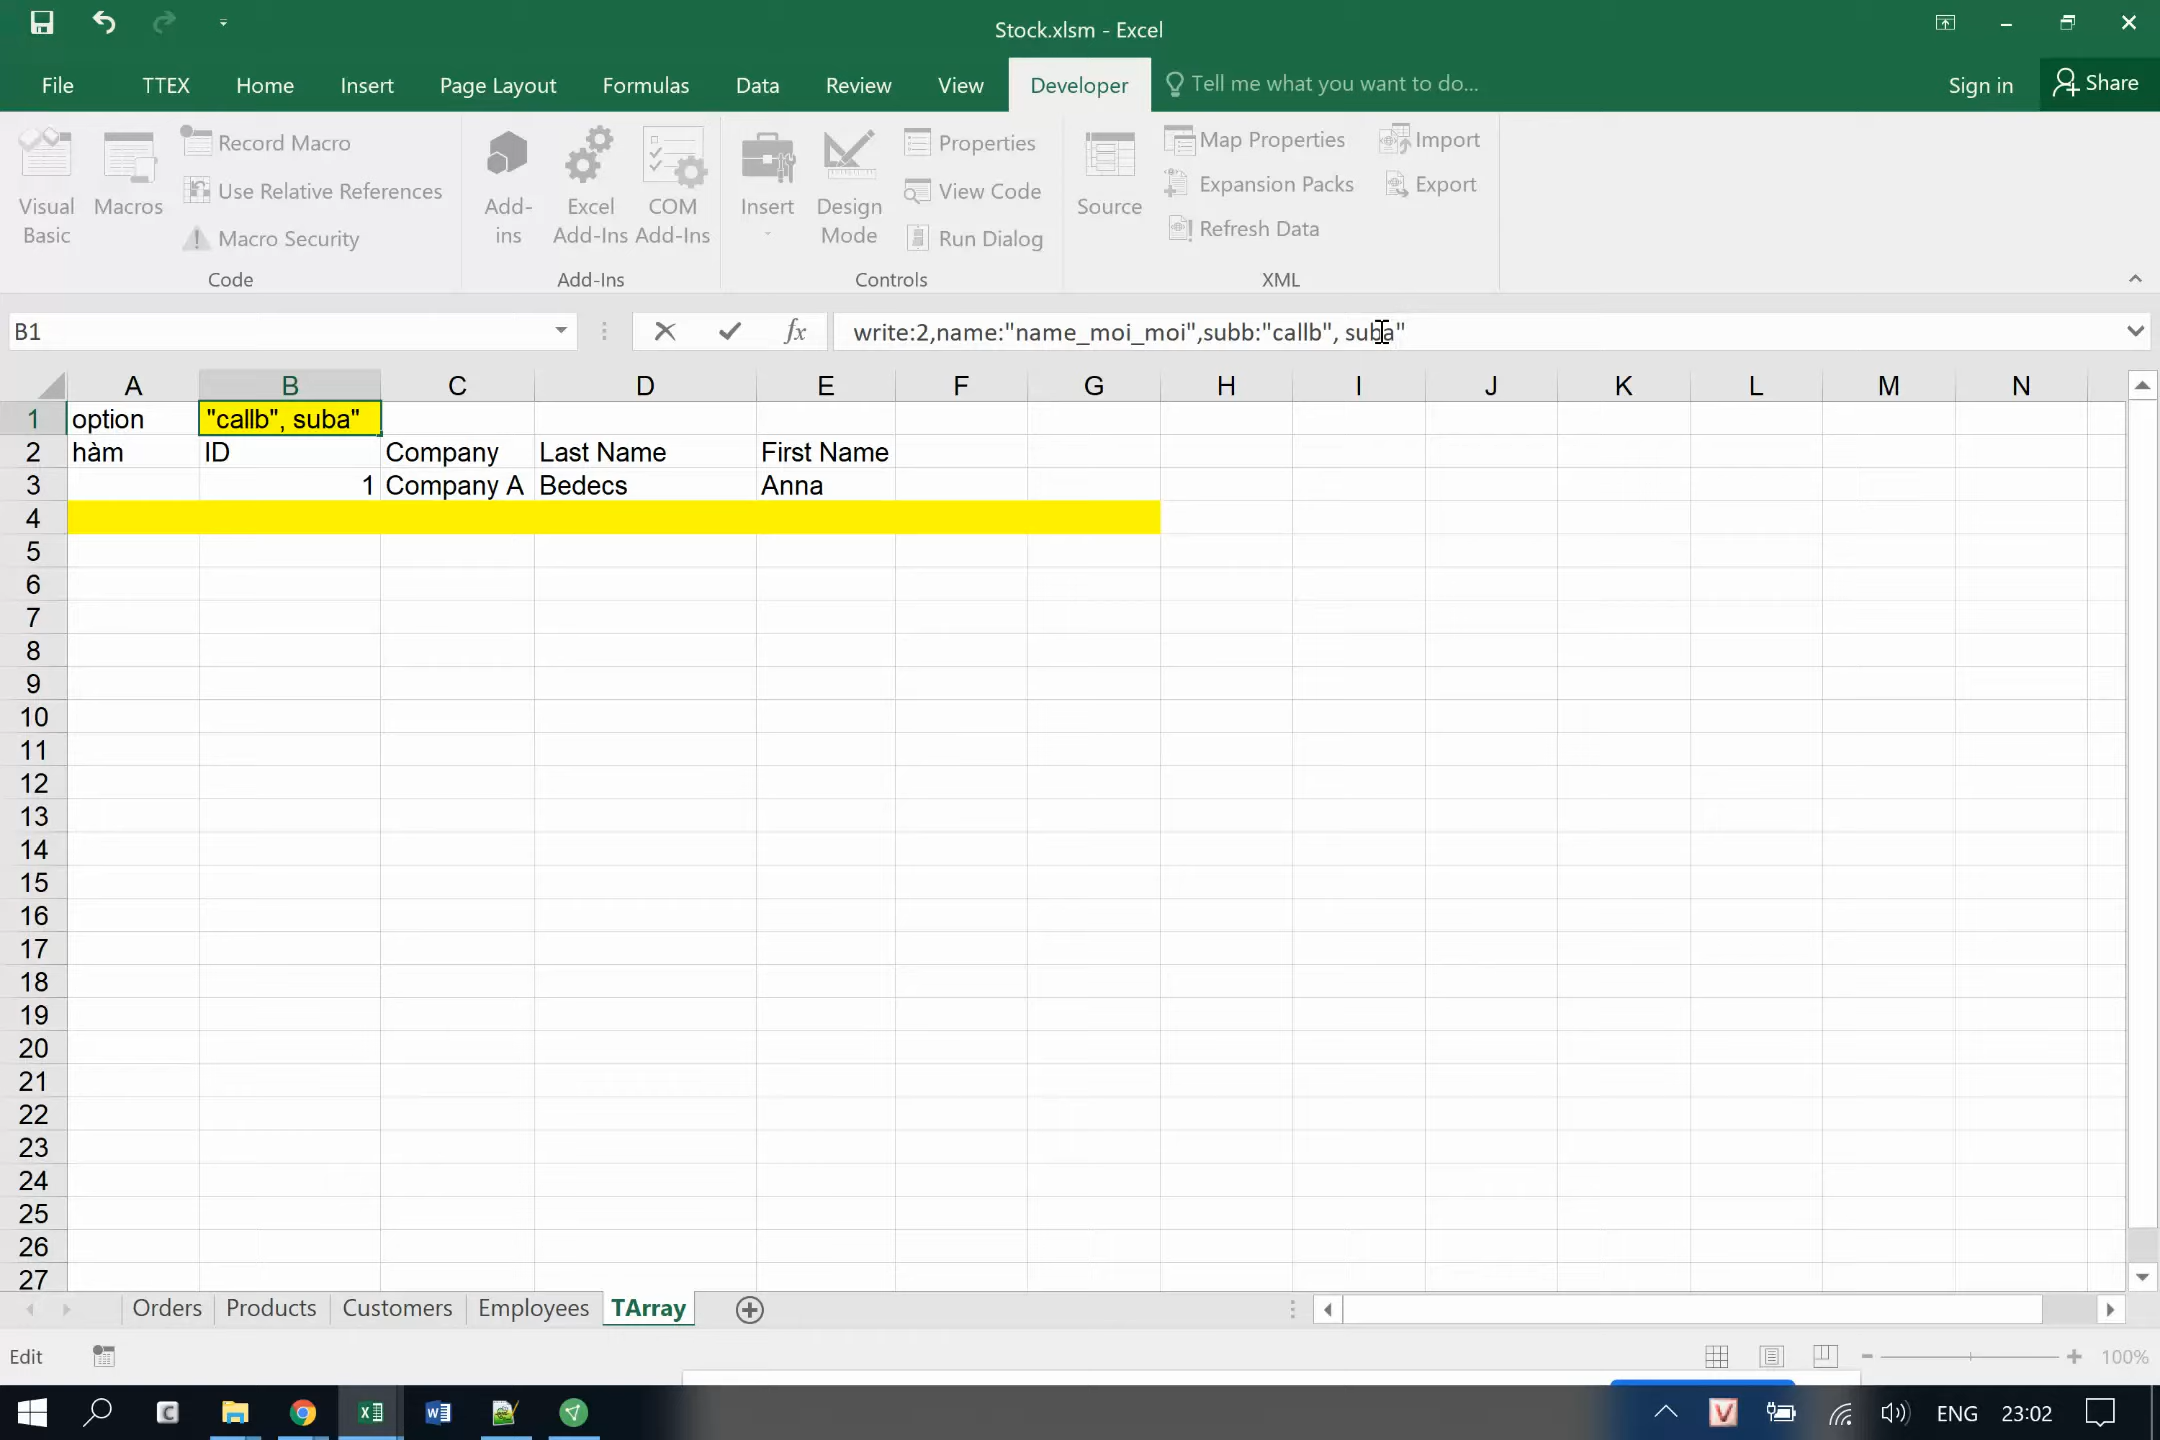 Stock.xlsm - Excel
File TTEX Home Insert Page Layout Formulas Data Review View Developer Tell me what you want to do... Sign in Share
Visual Basic
Macros
Record Macro
Use Relative References
Macro Security
Code
Add-ins
Excel Add-Ins
COM Add-Ins
Add-Ins
Insert
Design Mode
Properties
View Code
Run Dialog
Controls
Source
Map Properties
Expansion Packs
Refresh Data
Import
Export
XML
B1 fx write:2,name:"name_moi_moi",subb:"callb", suba"
A B C D E F G H I J K L M N
1 option "callb", suba"
2 hàm ID Company Last Name First Name
3 1 Company A Bedecs Anna
4
5
6
7
8
9
10
11
12
13
14
15
16
17
18
19
20
21
22
23
24
25
26
27
Orders Products Customers Employees TArray
Edit 100%
ENG 23:02